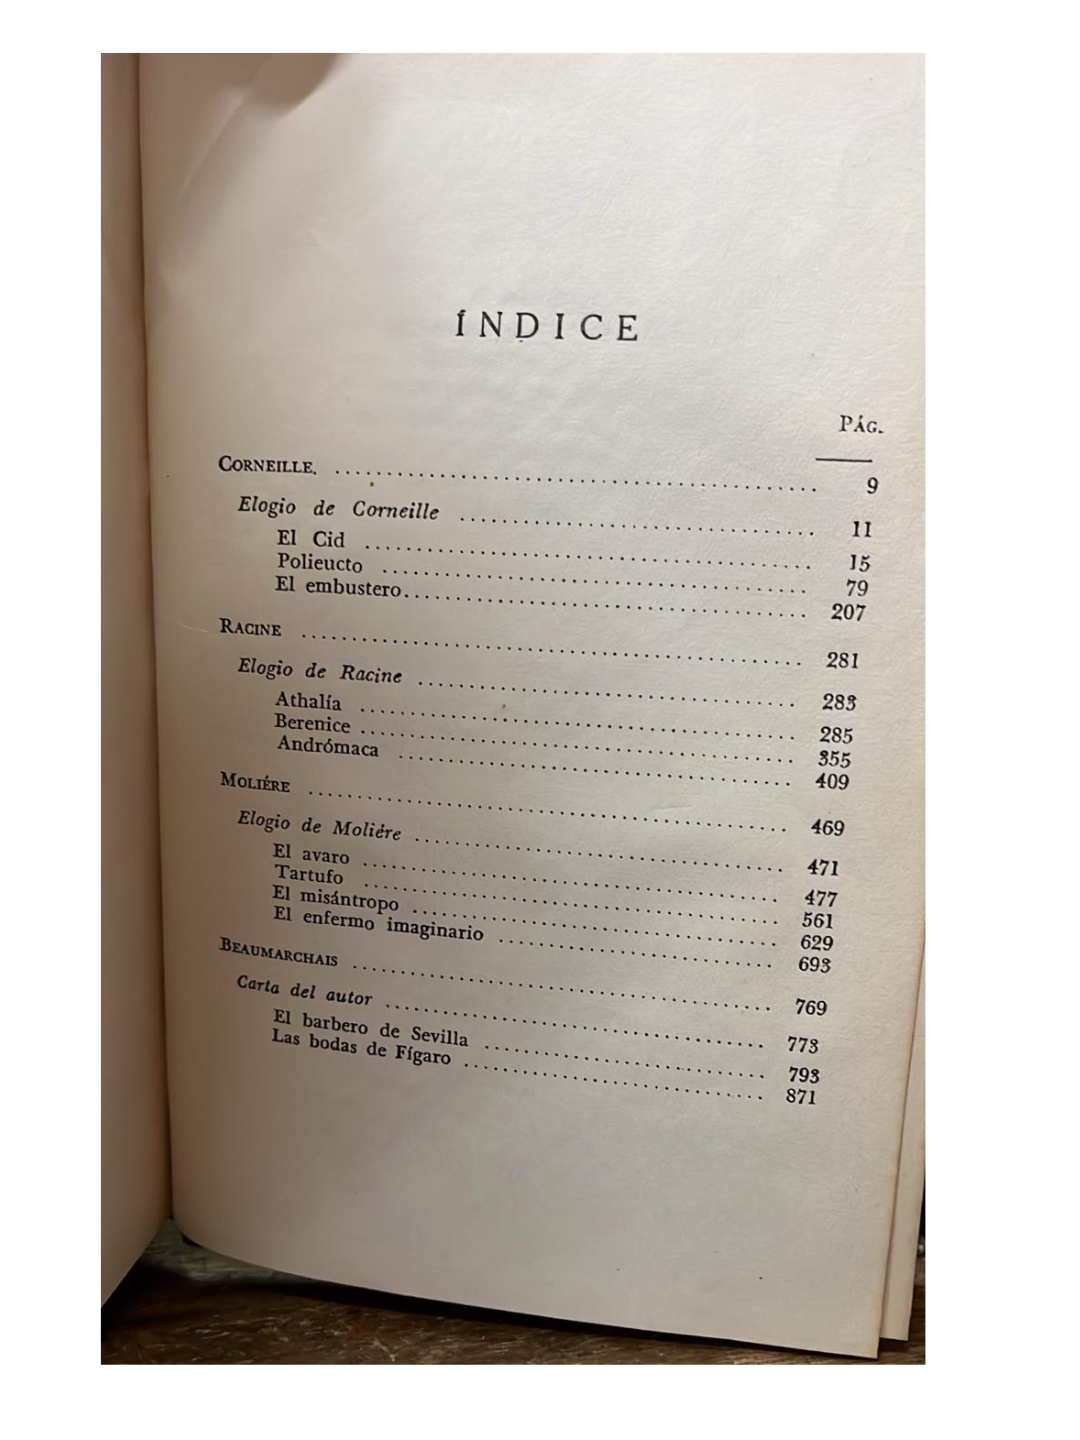 ÍNDICE
PÁG.
CORNEILLE. 9
Elogio de Corneille 11
El Cid 15
Polieucto 79
El embustero 207
RACINE 281
Elogio de Racine 283
Athalía 285
Berenice 355
Andrómaca 409
MOLIÉRE 469
Elogio de Moliére 471
El avaro 477
Tartufo 561
El misántropo 629
El enfermo imaginario 693
BEAUMARCHAIS 769
Carta del autor 773
El barbero de Sevilla 793
Las bodas de Fígaro 871